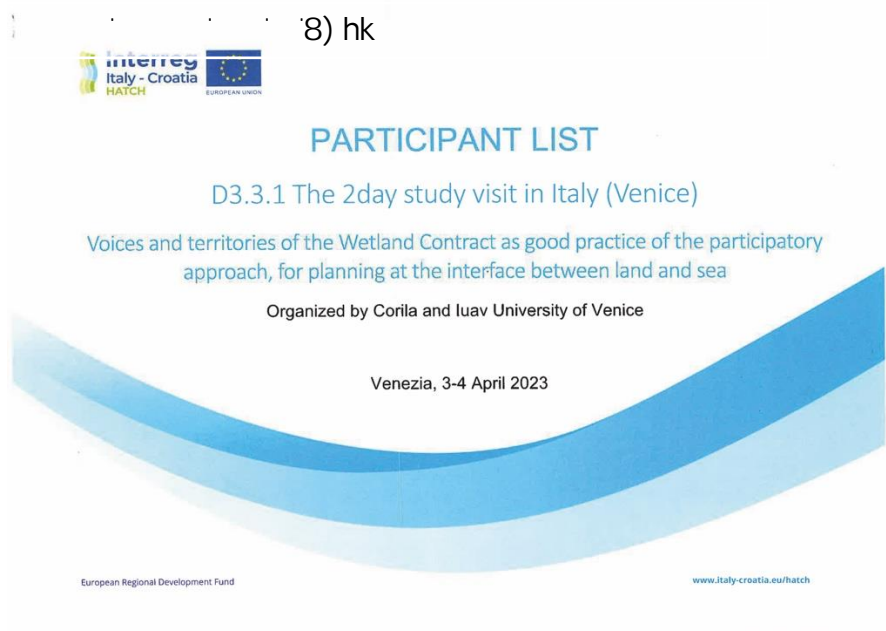 8) hk
Interreg
Italy - Croatia
HATCH
EUROPEAN UNION
PARTICIPANT LIST
D3.3.1 The 2day study visit in Italy (Venice)
Voices and territories of the Wetland Contract as good practice of the participatory
approach, for planning at the interface between land and sea
Organized by Corila and Iuav University of Venice
Venezia, 3-4 April 2023
European Regional Development Fund
www.italy-croatia.eu/hatch